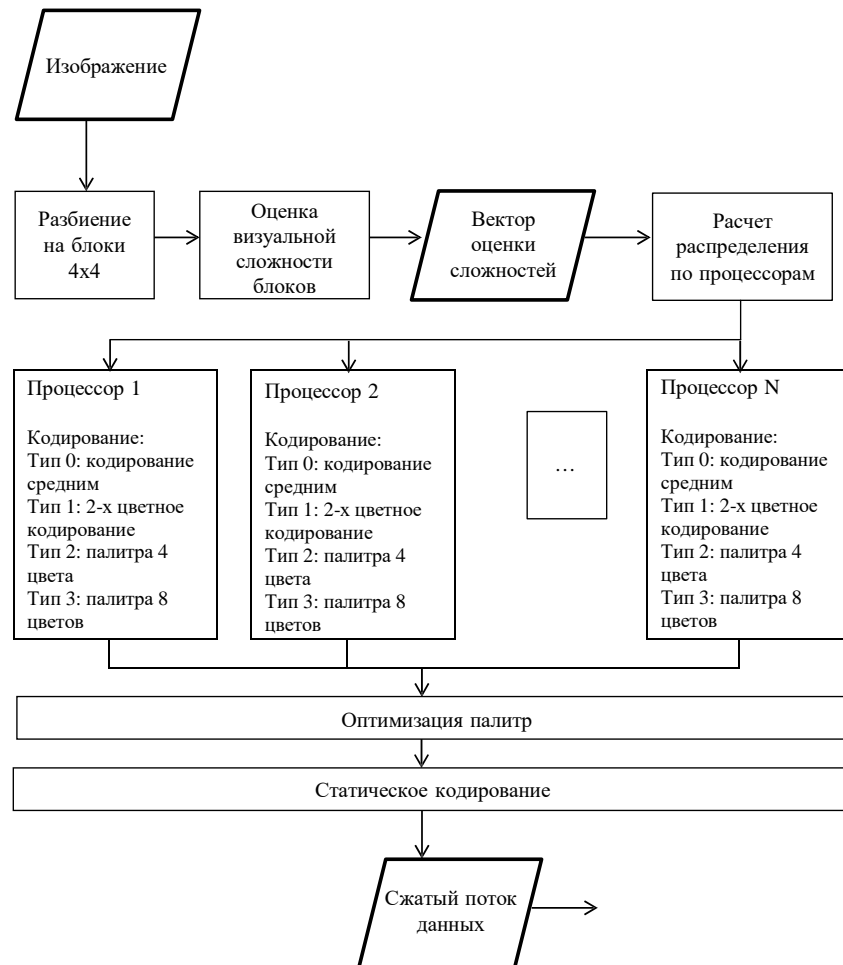 Изображение
Разбиение
на блоки
4x4
Оценка
визуальной
сложности
блоков
Вектор
оценки
сложностей
Расчет
распределения
по процессорам
Процессор 1
Кодирование:
Тип 0: кодирование
средним
Тип 1: 2-х цветное
кодирование
Тип 2: палитра 4
цвета
Тип 3: палитра 8
цветов
Процессор 2
Кодирование:
Тип 0: кодирование
средним
Тип 1: 2-х цветное
кодирование
Тип 2: палитра 4
цвета
Тип 3: палитра 8
цветов
…
Процессор N
Кодирование:
Тип 0: кодирование
средним
Тип 1: 2-х цветное
кодирование
Тип 2: палитра 4
цвета
Тип 3: палитра 8
цветов
Оптимизация палитр
Статическое кодирование
Сжатый поток
данных